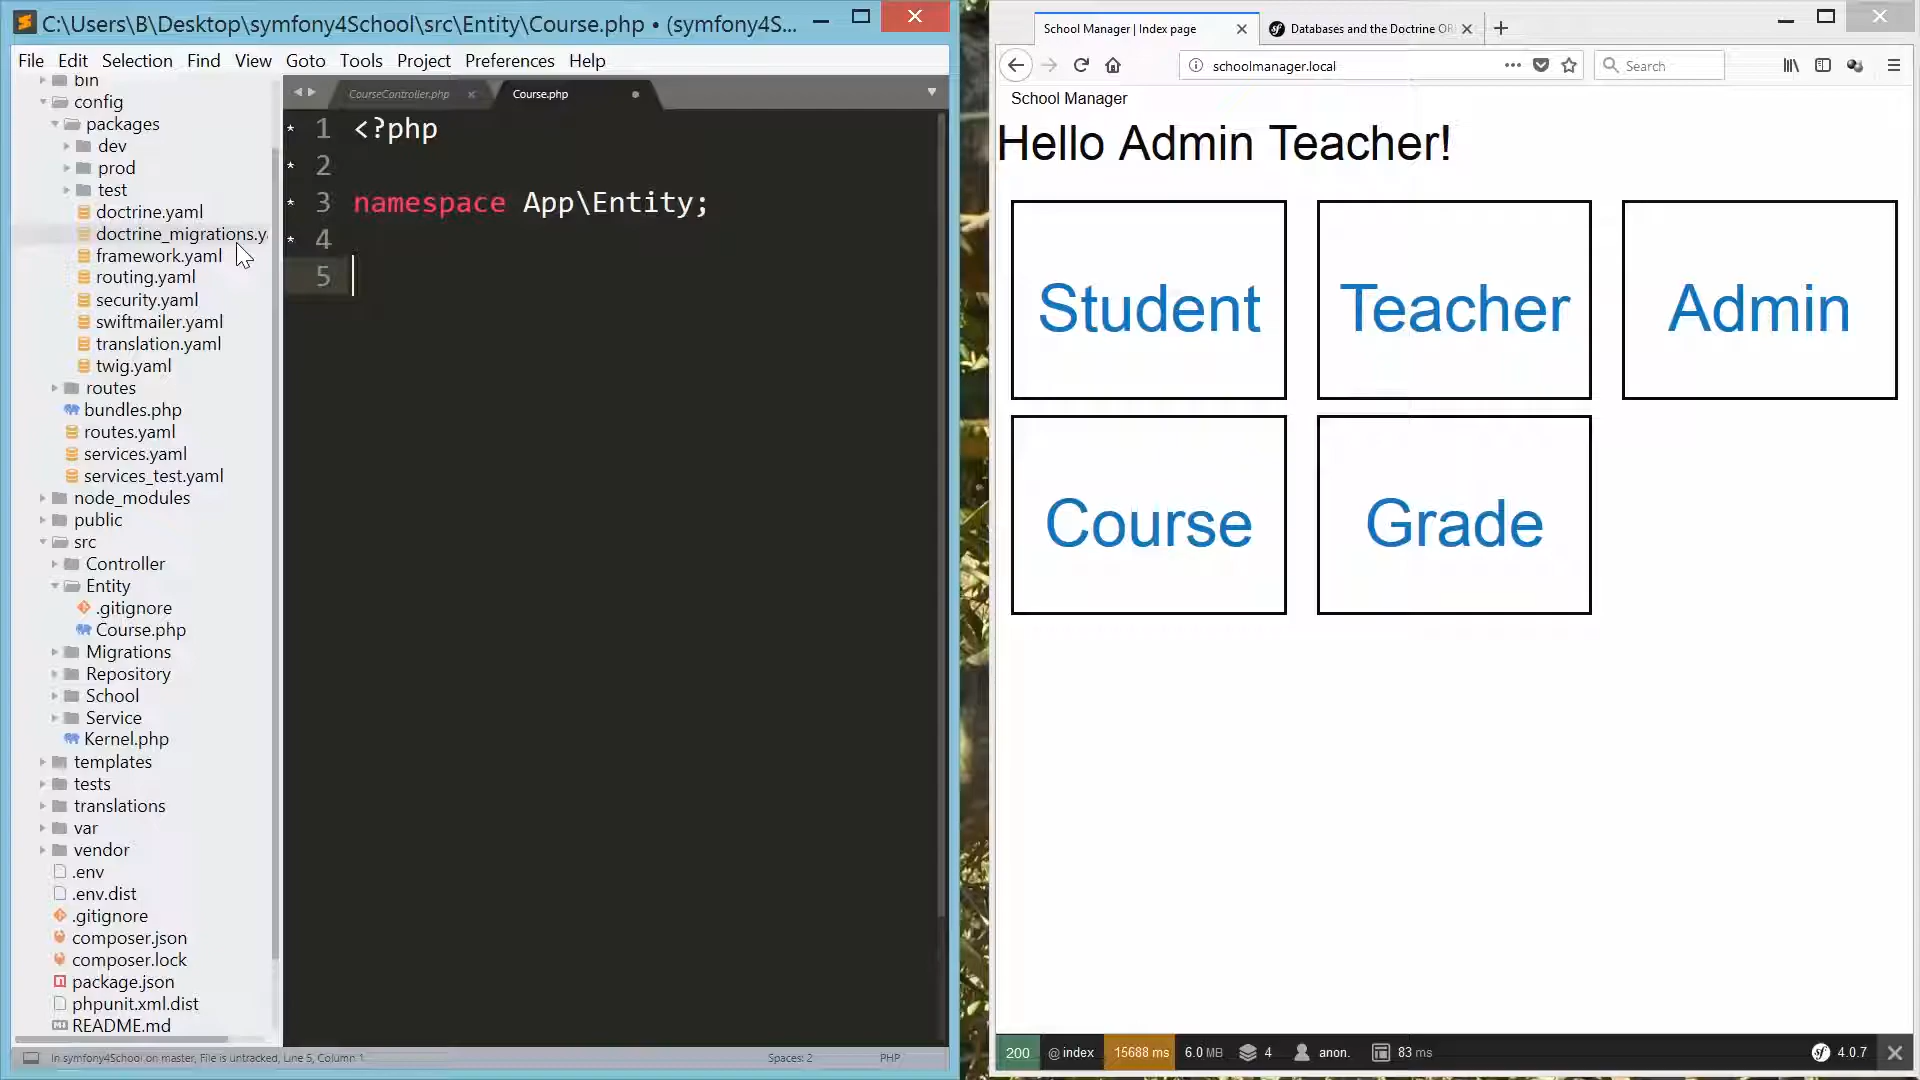 C:\Users\B\Desktop\symfony4School\src\Entity\Course.php • (symfony4S...
File Edit Selection Find View Goto Tools Project Preferences Help
bin
config
packages
dev
prod
test
doctrine.yaml
doctrine_migrations.y
framework.yaml
routing.yaml
security.yaml
swiftmailer.yaml
translation.yaml
twig.yaml
routes
bundles.php
routes.yaml
services.yaml
services_test.yaml
node_modules
public
src
Controller
Entity
.gitignore
Course.php
Migrations
Repository
School
Service
Kernel.php
templates
tests
translations
var
vendor
.env
.env.dist
.gitignore
composer.json
composer.lock
package.json
phpunit.xml.dist
README.md
CourseController.php
Course.php
1 <?php
2
3 namespace App\Entity;
4
5
In symfony4School on master, File is untracked, Line 5, Column 1
Spaces: 2
PHP
School Manager | Index page
Databases and the Doctrine OR
schoolmanager.local
Search
School Manager
Hello Admin Teacher!
Student
Teacher
Admin
Course
Grade
200 @ index 15688 ms 6.0 MB 4 anon. 83 ms 4.0.7